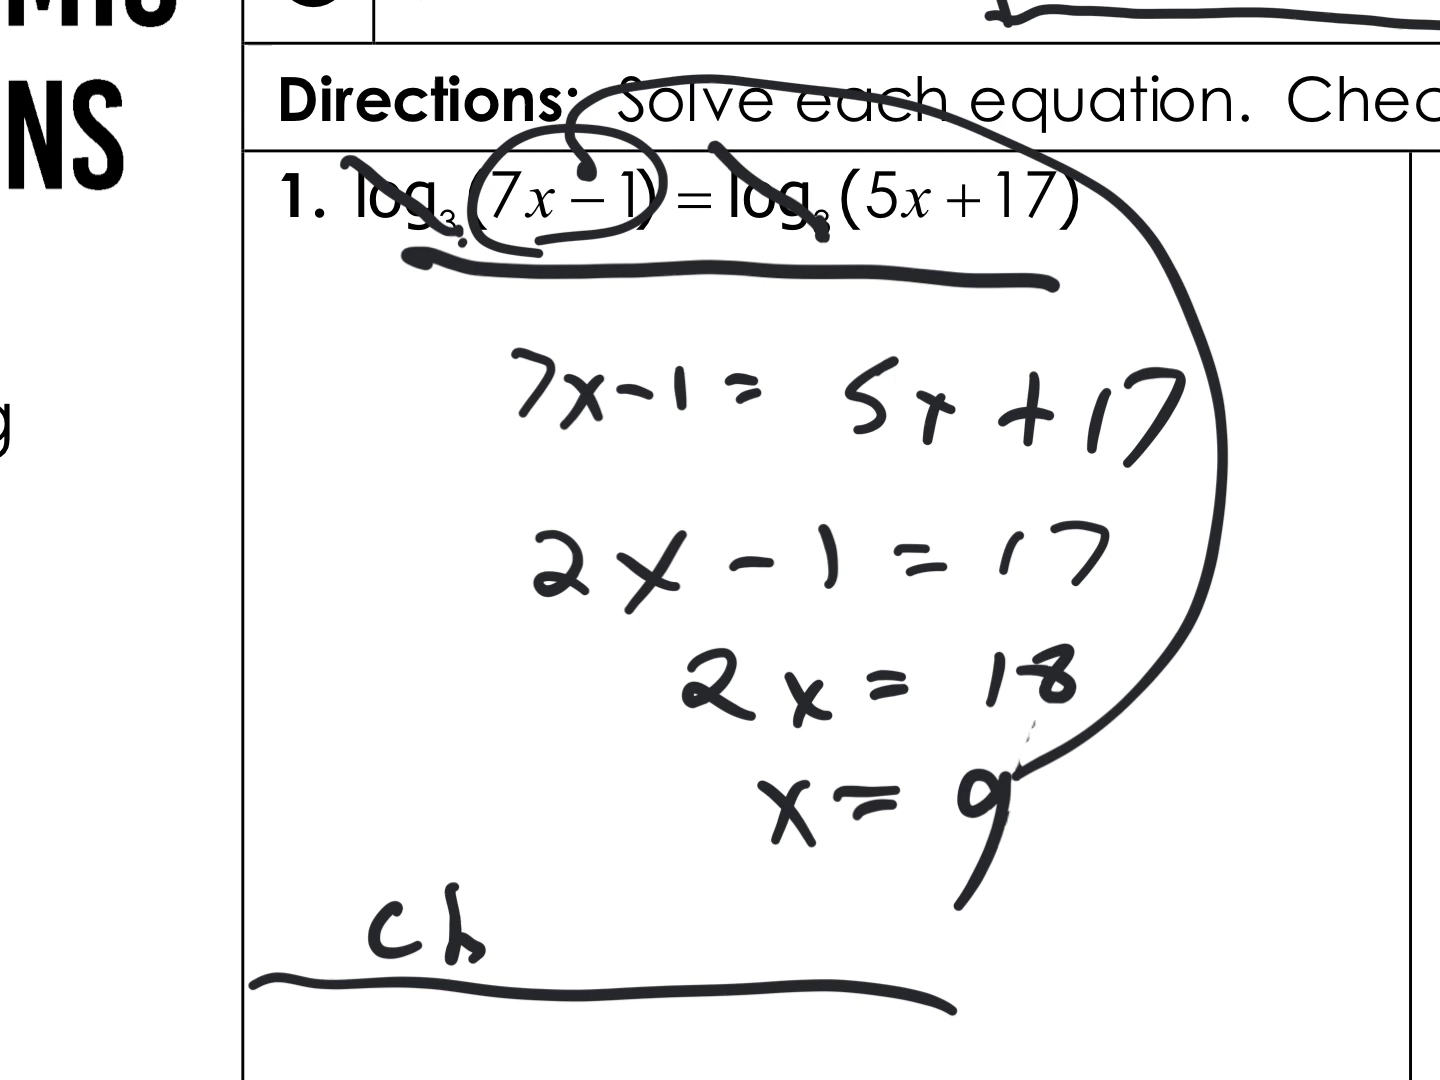 NS
Directions: Solve each equation. Chec
1. log₃(7x − 1) = log₃(5x + 17)
7x - 1 = 5x + 17
g
2x - 1 = 17
2x = 18
x = 9
ch